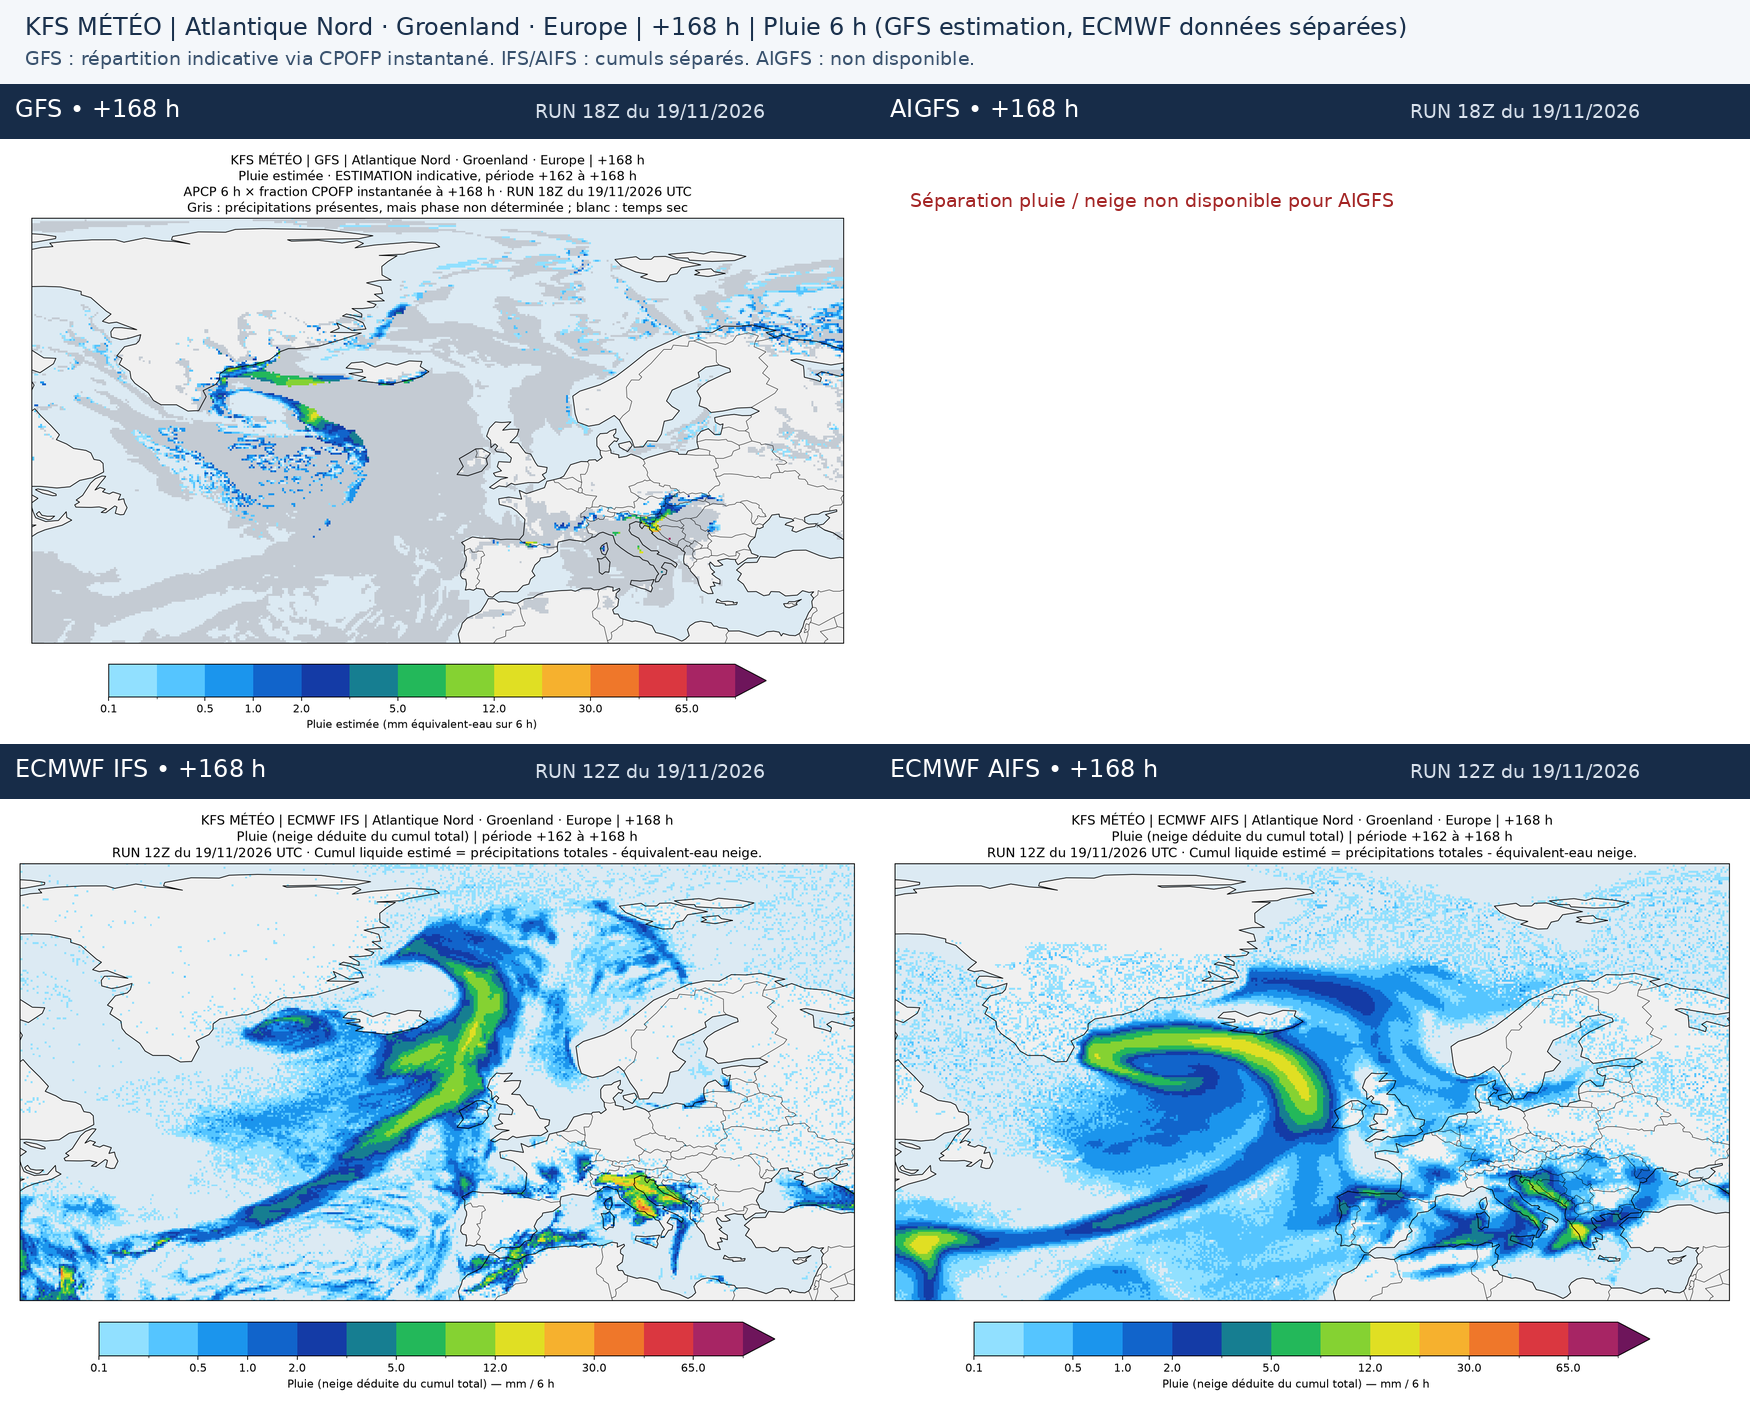 KFS MÉTÉO | Atlantique Nord · Groenland · Europe | +168 h | Pluie 6 h (GFS estimation, ECMWF données séparées)
GFS : répartition indicative via CPOFP instantané. IFS/AIFS : cumuls séparés. AIGFS : non disponible.
GFS • +168 h
RUN 18Z du 19/11/2026
AIGFS • +168 h
RUN 18Z du 19/11/2026
KFS MÉTÉO | GFS | Atlantique Nord · Groenland · Europe | +168 h
Pluie estimée · ESTIMATION indicative, période +162 à +168 h
APCP 6 h × fraction CPOFP instantanée à +168 h · RUN 18Z du 19/11/2026 UTC
Gris : précipitations présentes, mais phase non déterminée ; blanc : temps sec
0.1 0.5 1.0 2.0 5.0 12.0 30.0 65.0
Pluie estimée (mm équivalent-eau sur 6 h)
Séparation pluie / neige non disponible pour AIGFS
ECMWF IFS • +168 h
RUN 12Z du 19/11/2026
ECMWF AIFS • +168 h
RUN 12Z du 19/11/2026
KFS MÉTÉO | ECMWF IFS | Atlantique Nord · Groenland · Europe | +168 h
Pluie (neige déduite du cumul total) | période +162 à +168 h
RUN 12Z du 19/11/2026 UTC · Cumul liquide estimé = précipitations totales - équivalent-eau neige.
0.1 0.5 1.0 2.0 5.0 12.0 30.0 65.0
Pluie (neige déduite du cumul total) — mm / 6 h
KFS MÉTÉO | ECMWF AIFS | Atlantique Nord · Groenland · Europe | +168 h
Pluie (neige déduite du cumul total) | période +162 à +168 h
RUN 12Z du 19/11/2026 UTC · Cumul liquide estimé = précipitations totales - équivalent-eau neige.
0.1 0.5 1.0 2.0 5.0 12.0 30.0 65.0
Pluie (neige déduite du cumul total) — mm / 6 h